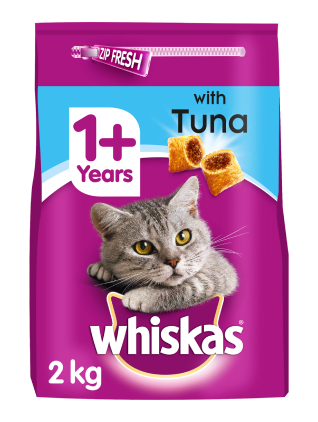 ZIP FRESH
with
Tuna
1+
Years
whiskas
2 kg